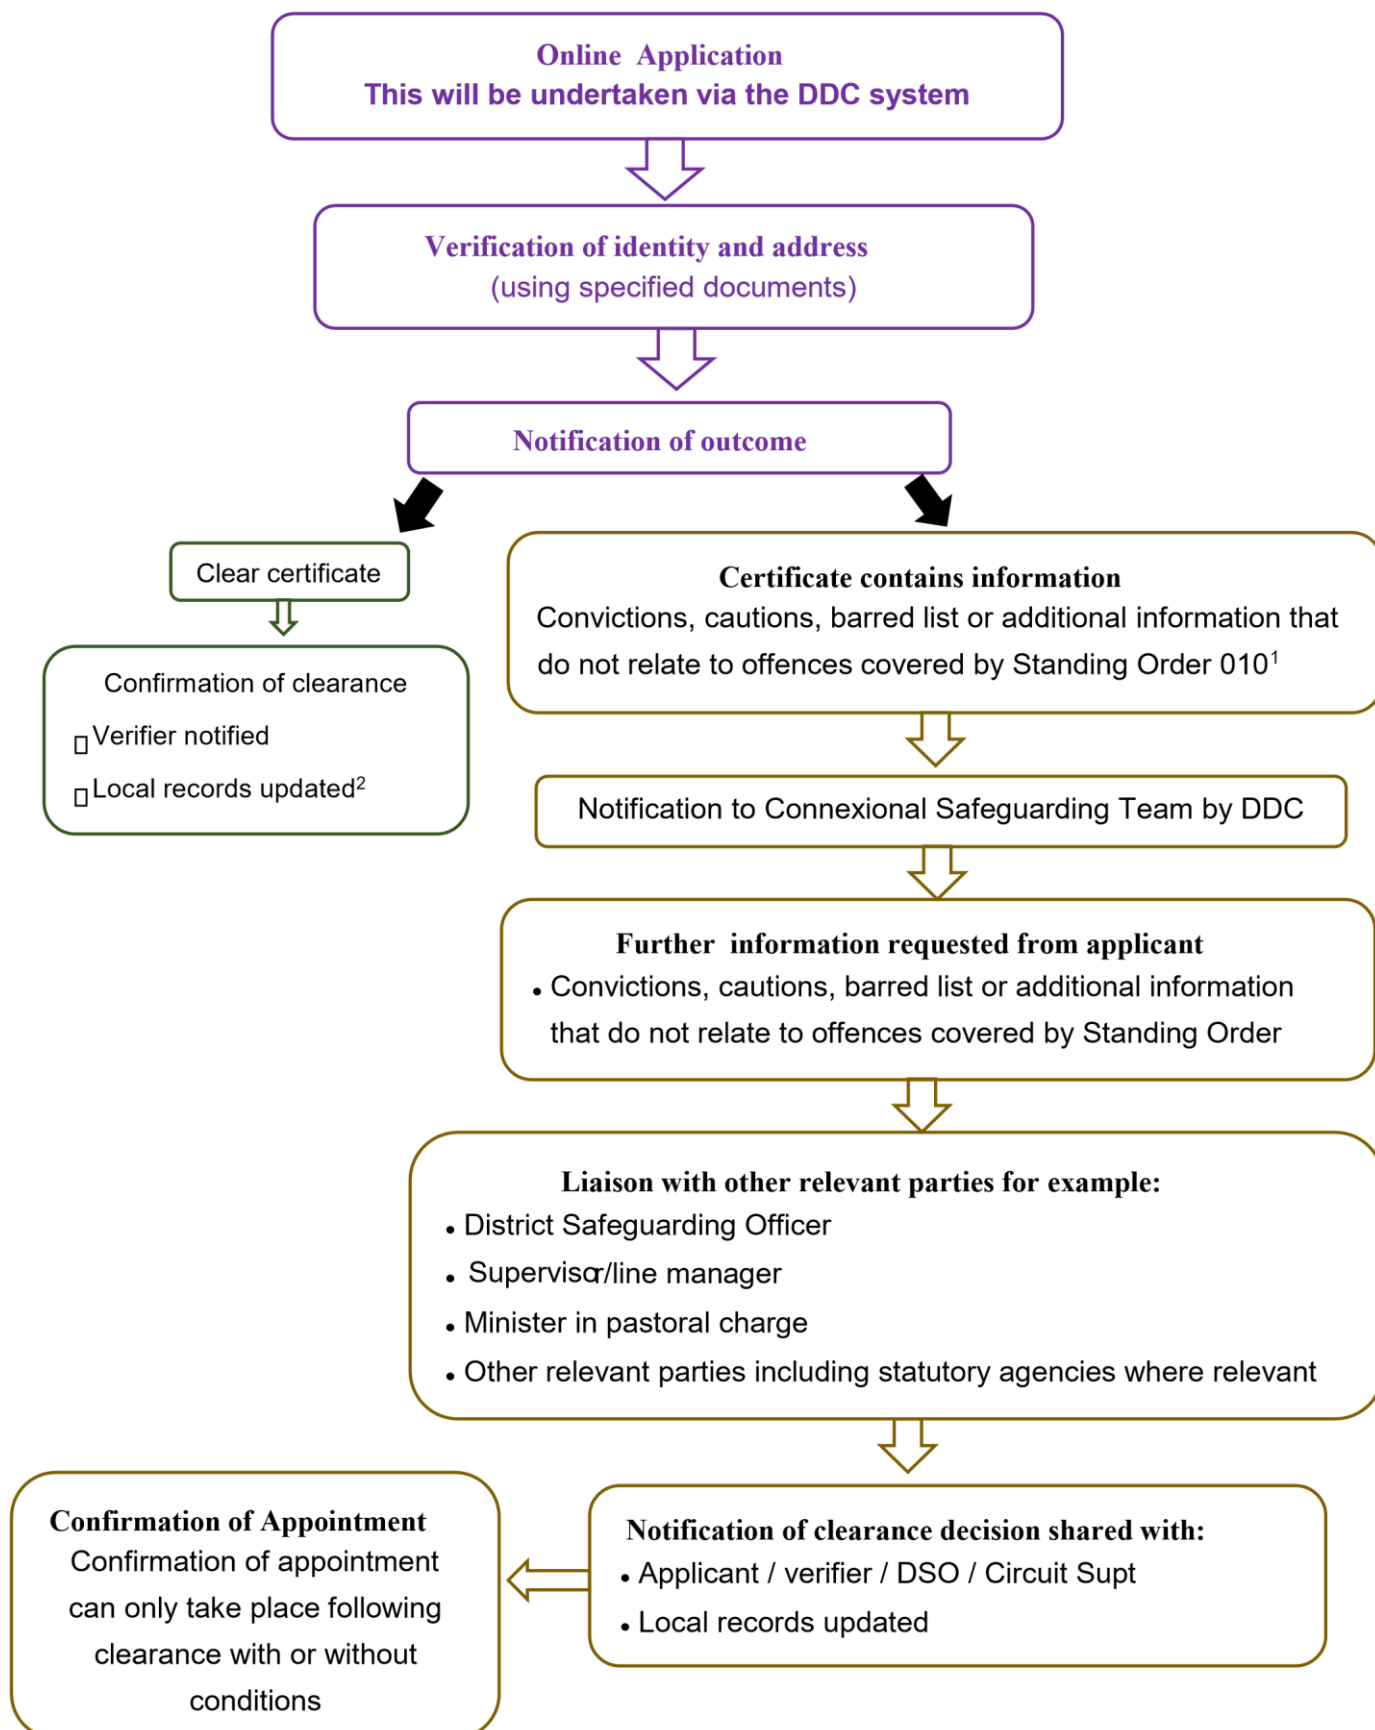 Online Application
This will be undertaken via the DDC system
Verification of identity and address
(using specified documents)
Notification of outcome
Clear certificate
Confirmation of clearance
Verifier notified
Local records updated²
Certificate contains information
Convictions, cautions, barred list or additional information that
do not relate to offences covered by Standing Order 010¹
Notification to Connexional Safeguarding Team by DDC
Further information requested from applicant
• Convictions, cautions, barred list or additional information
that do not relate to offences covered by Standing Order
Liaison with other relevant parties for example:
• District Safeguarding Officer
• Supervisor/line manager
• Minister in pastoral charge
• Other relevant parties including statutory agencies where relevant
Notification of clearance decision shared with:
• Applicant / verifier / DSO / Circuit Supt
• Local records updated
Confirmation of Appointment
Confirmation of appointment
can only take place following
clearance with or without
conditions